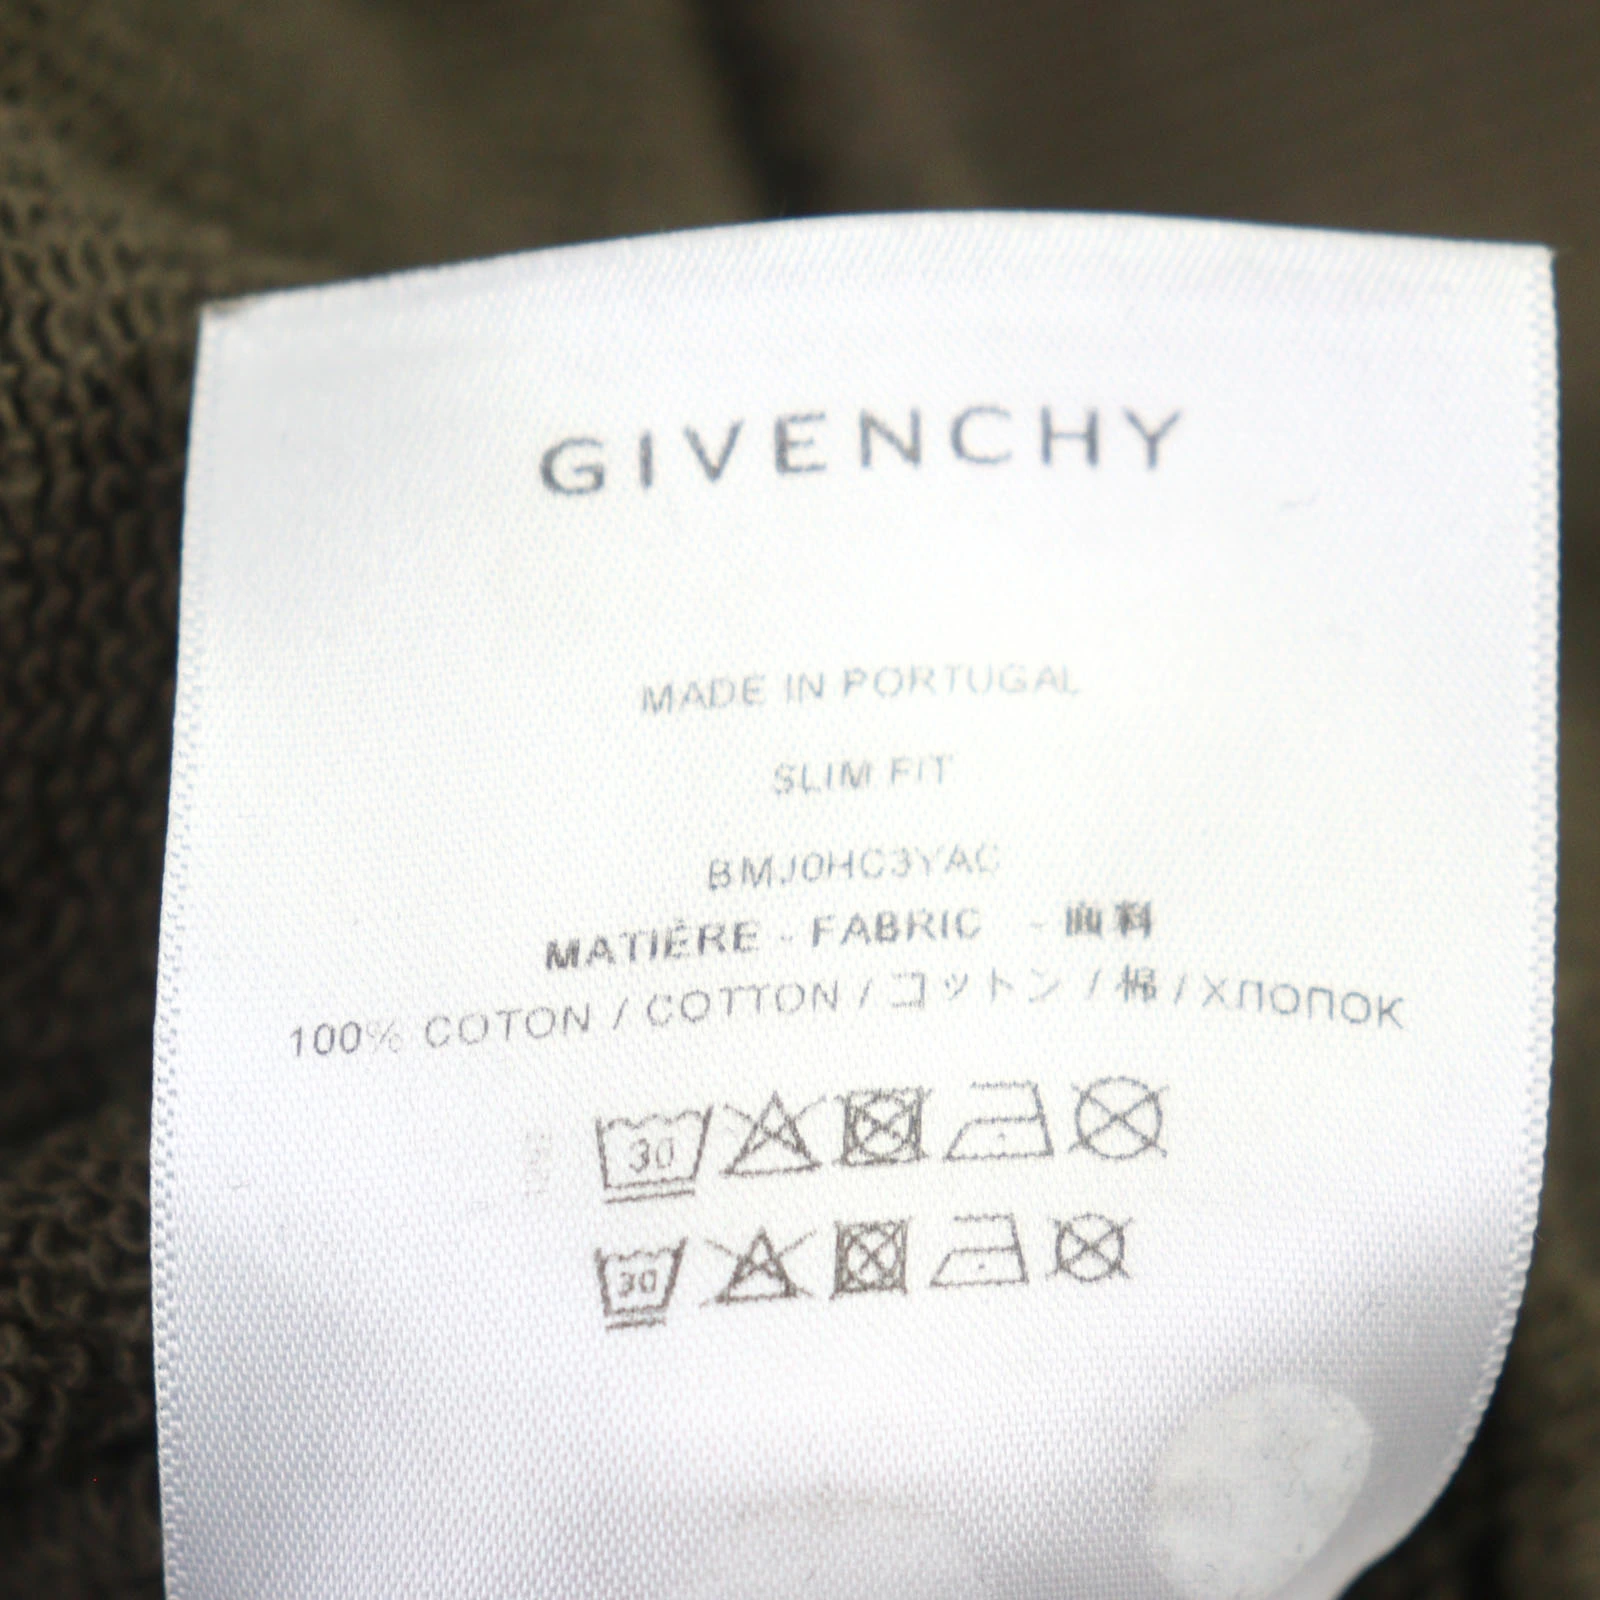 GIVENCHY
MADE IN PORTUGAL
SLIM FIT
BMJ0HC3YAC
MATIÈRE - FABRIC - 面料
100% COTON / COTTON / コットン / 棉 / ХЛОПОК
30
30